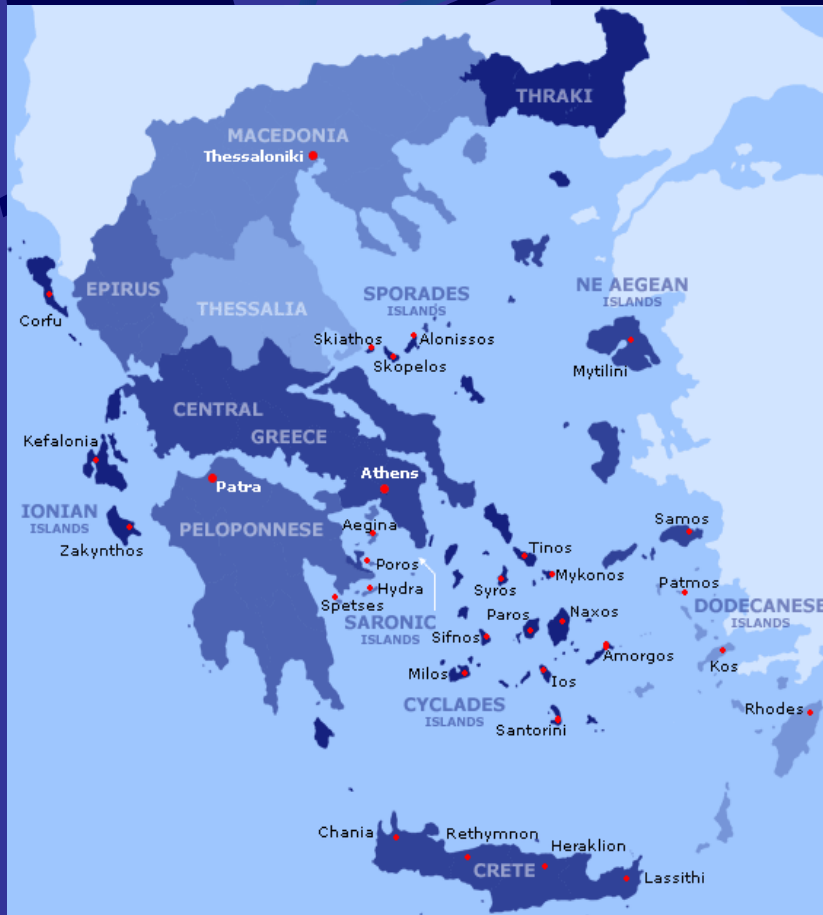 THRAKI
MACEDONIA
Thessaloniki
EPIRUS
THESSALIA
SPORADES
ISLANDS
NE AEGEAN
ISLANDS
Corfu
Skiathos
Alonissos
Skopelos
Mytilini
CENTRAL
GREECE
Kefalonia
Athens
Patra
IONIAN
ISLANDS
PELOPONNESE
Aegina
Samos
Zakynthos
Tinos
Poros
Mykonos
Syros
Patmos
Hydra
Spetses
DODECANESE
ISLANDS
SARONIC
ISLANDS
Paros
Naxos
Sifnos
Amorgos
Kos
Milos
Ios
CYCLADES
ISLANDS
Rhodes
Santorini
Chania
Rethymnon
Heraklion
CRETE
Lassithi